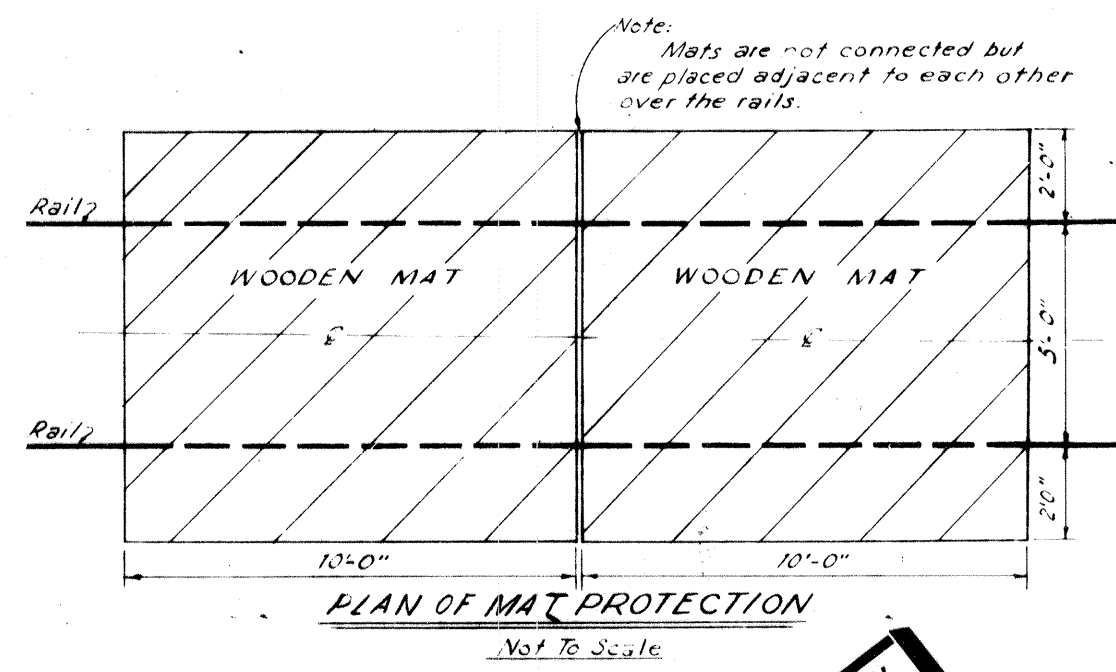 Note:
Mats are not connected but
are placed adjacent to each other
over the rails.
Rail
WOODEN MAT
WOODEN MAT
℄
℄
Rail
2'-0"
5'-0"
2'0"
10'-0"
10'-0"
PLAN OF MAT PROTECTION
Not To Scale